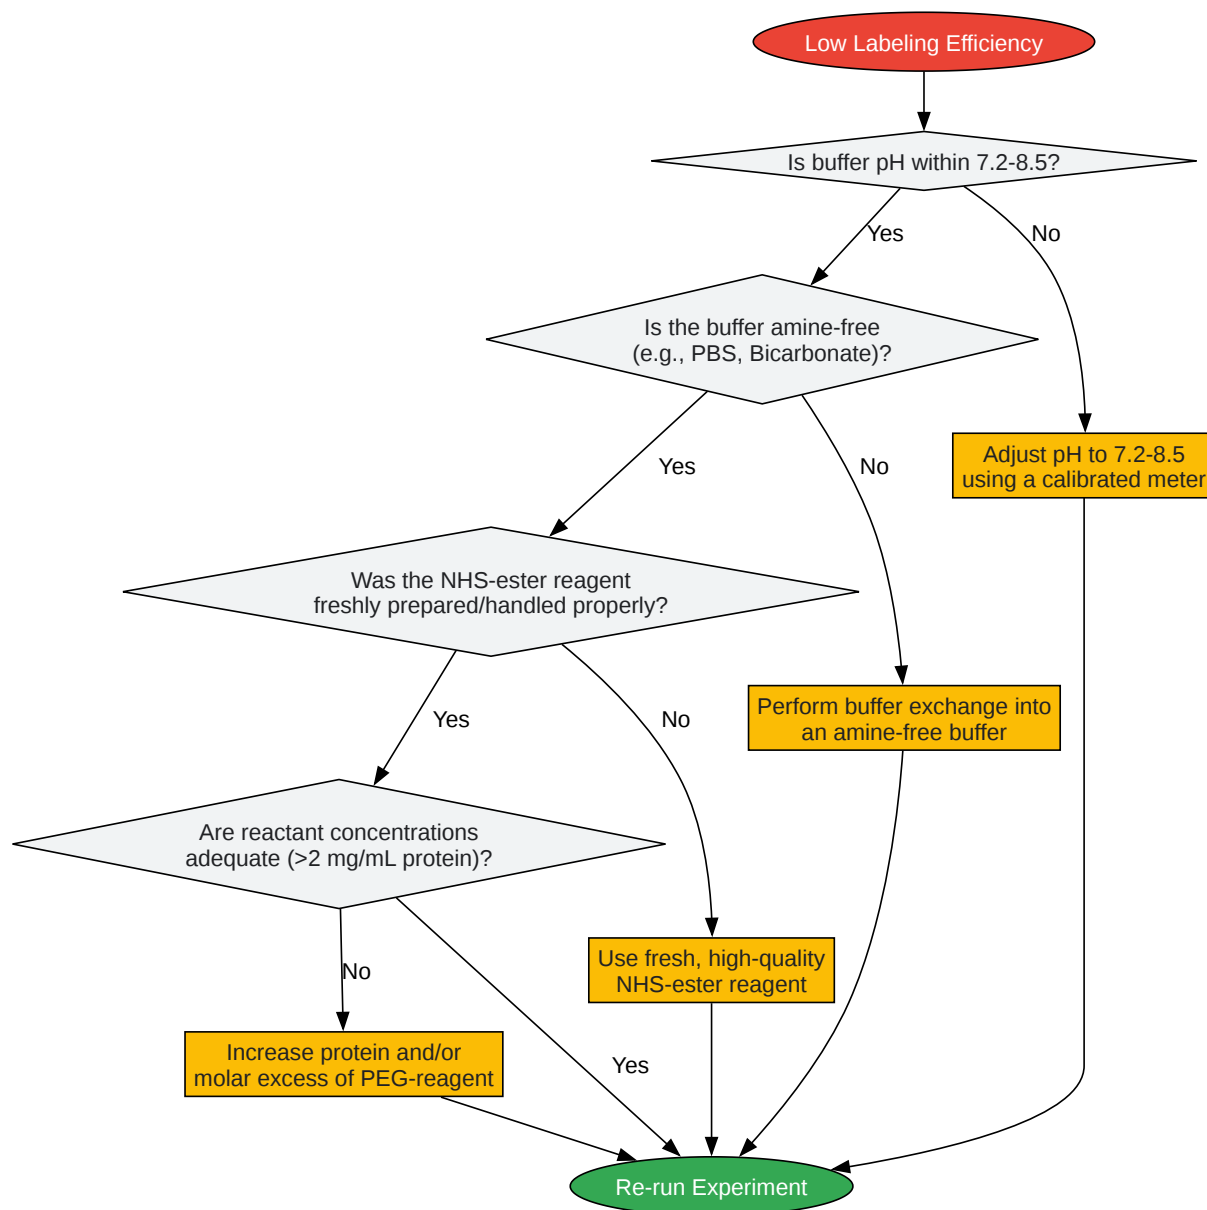 Low Labeling Efficiency
Is buffer pH within 7.2-8.5?
Yes
No
Is the buffer amine-free
(e.g., PBS, Bicarbonate)?
Yes
No
Adjust pH to 7.2-8.5
using a calibrated meter
Was the NHS-ester reagent
freshly prepared/handled properly?
Yes
No
Perform buffer exchange into
an amine-free buffer
Are reactant concentrations
adequate (>2 mg/mL protein)?
No
Yes
Use fresh, high-quality
NHS-ester reagent
Increase protein and/or
molar excess of PEG-reagent
Re-run Experiment